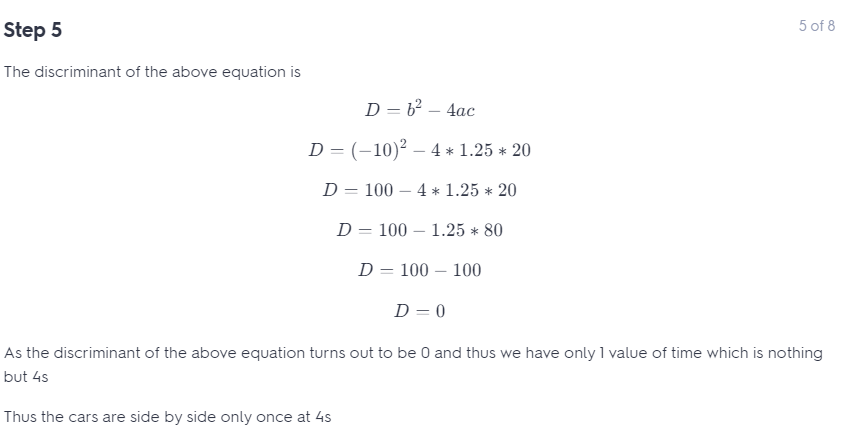 Step 5
5 of 8
The discriminant of the above equation is
D = b² − 4ac
D = (−10)² − 4 ∗ 1.25 ∗ 20
D = 100 − 4 ∗ 1.25 ∗ 20
D = 100 − 1.25 ∗ 80
D = 100 − 100
D = 0
As the discriminant of the above equation turns out to be 0 and thus we have only 1 value of time which is nothing
but 4s
Thus the cars are side by side only once at 4s